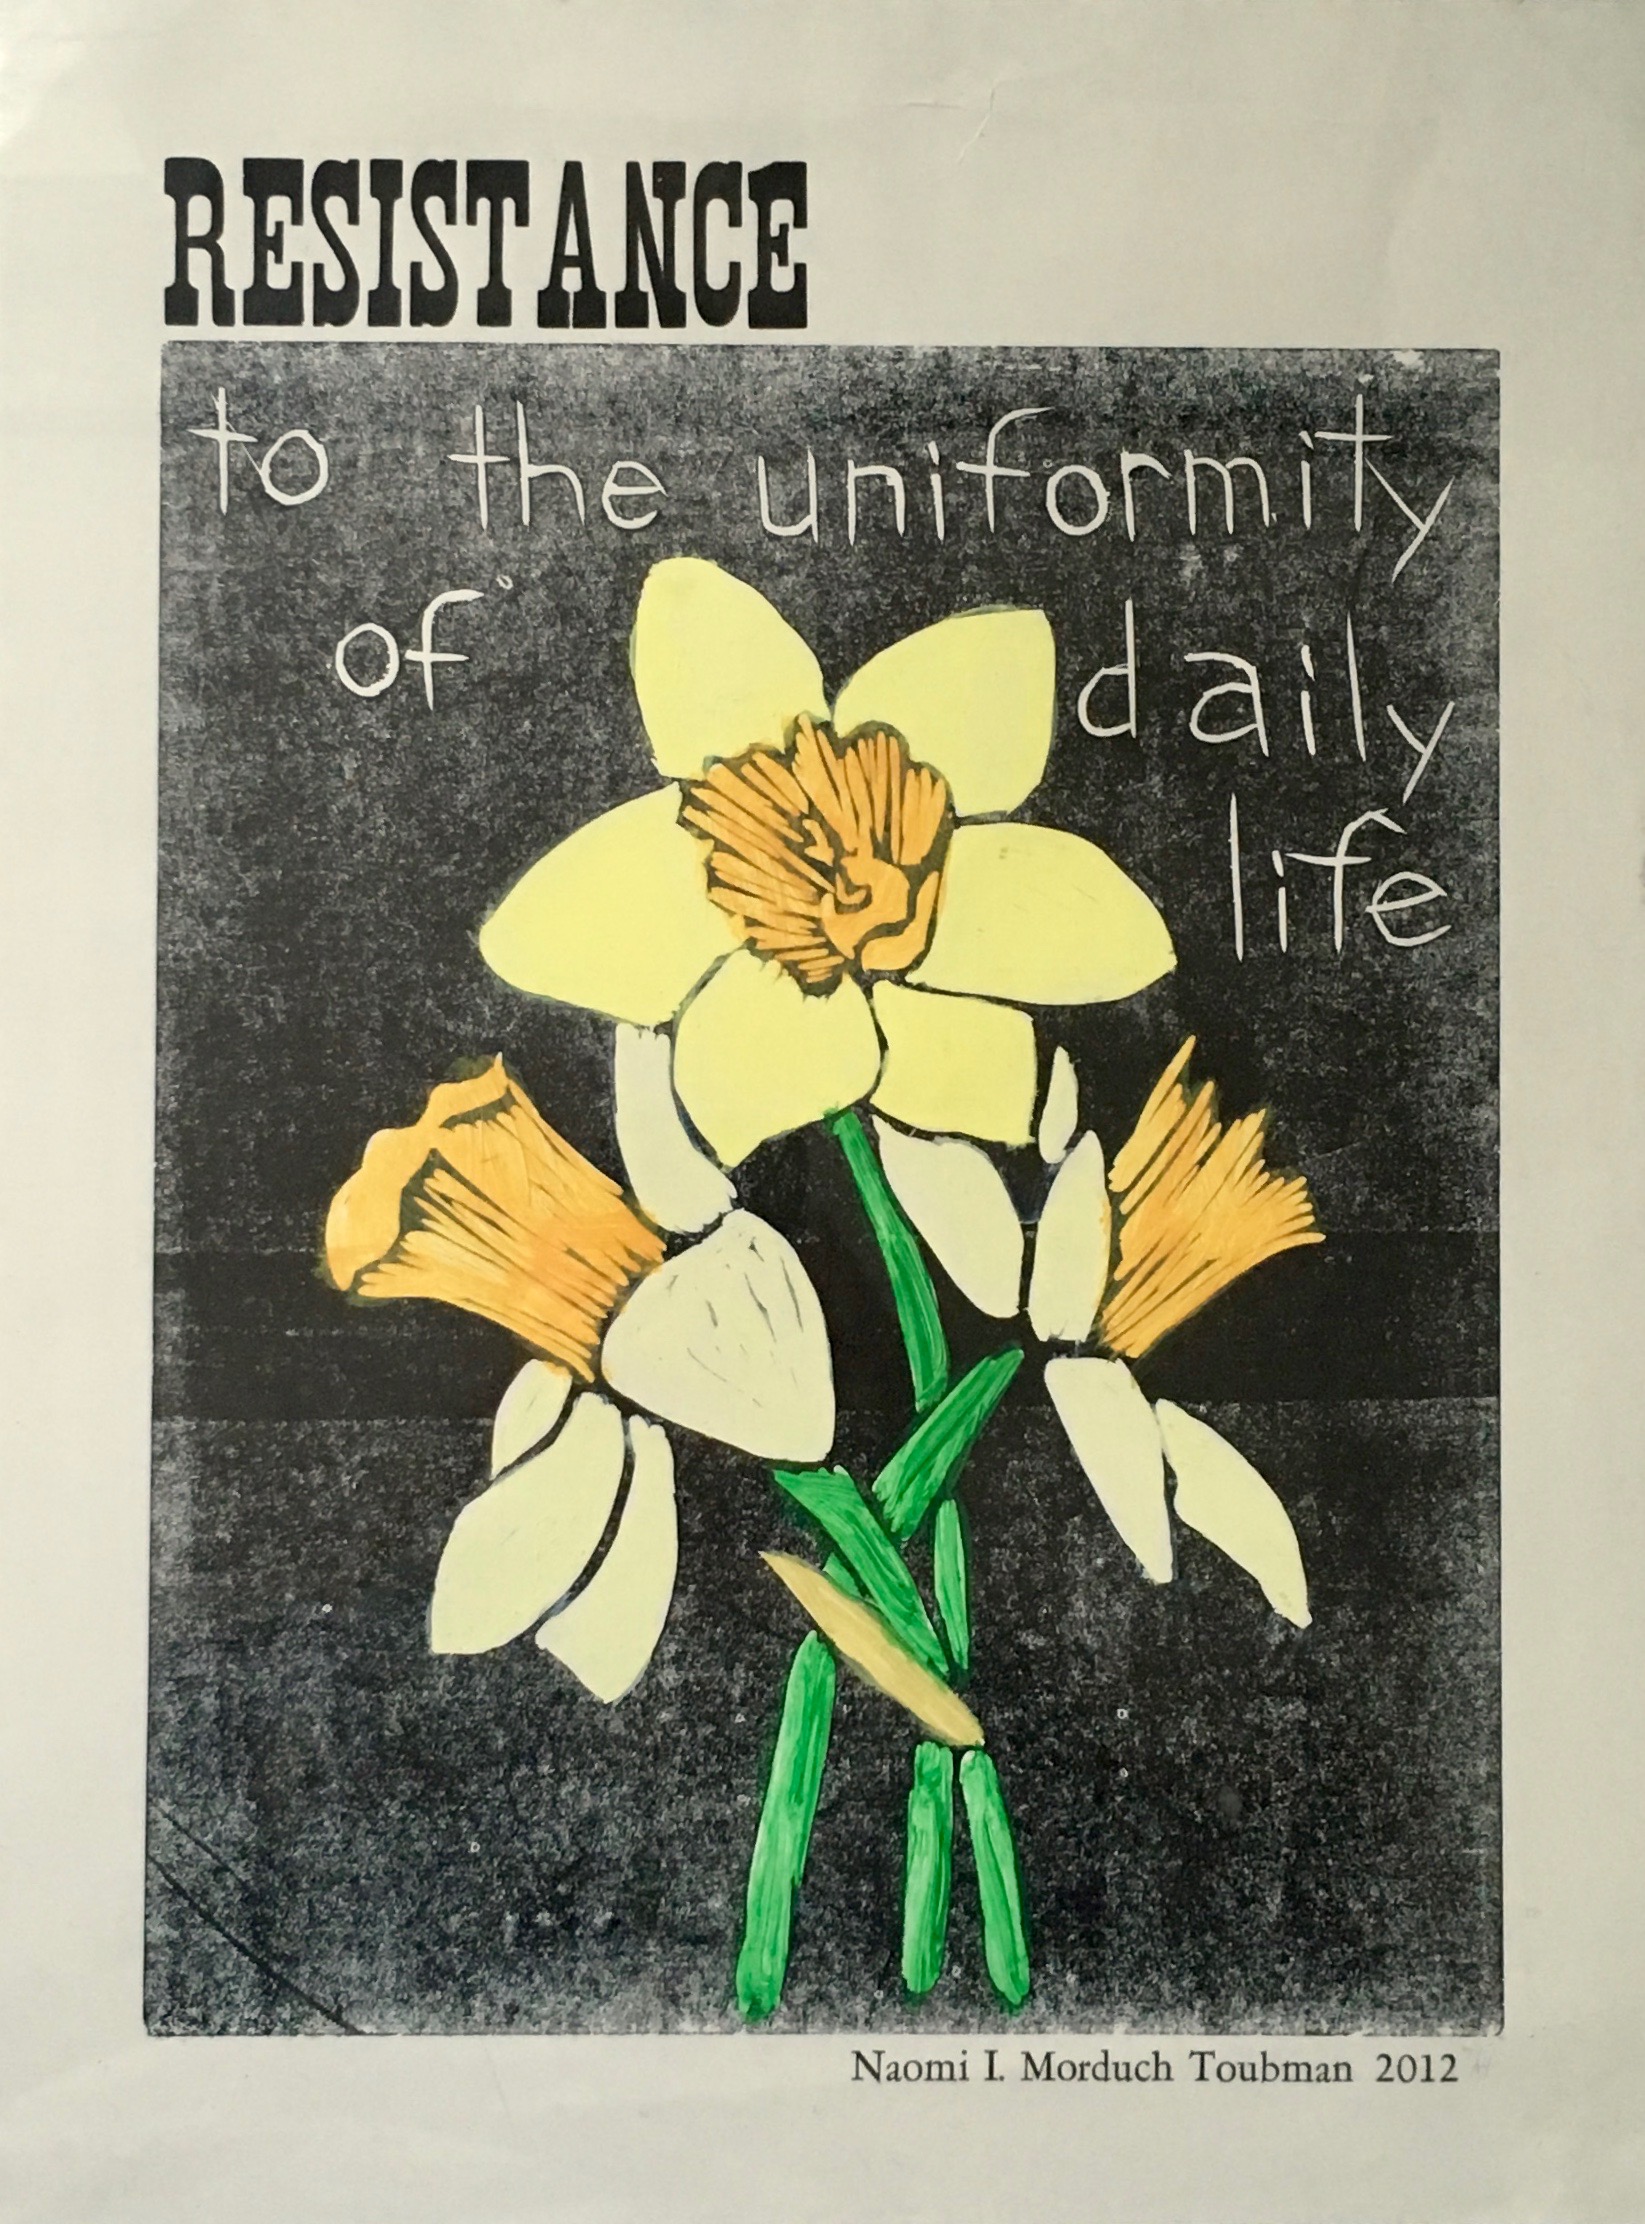 RESISTANCE
to the uniformity
of daily
life
Naomi I. Morduch Toubman 2012